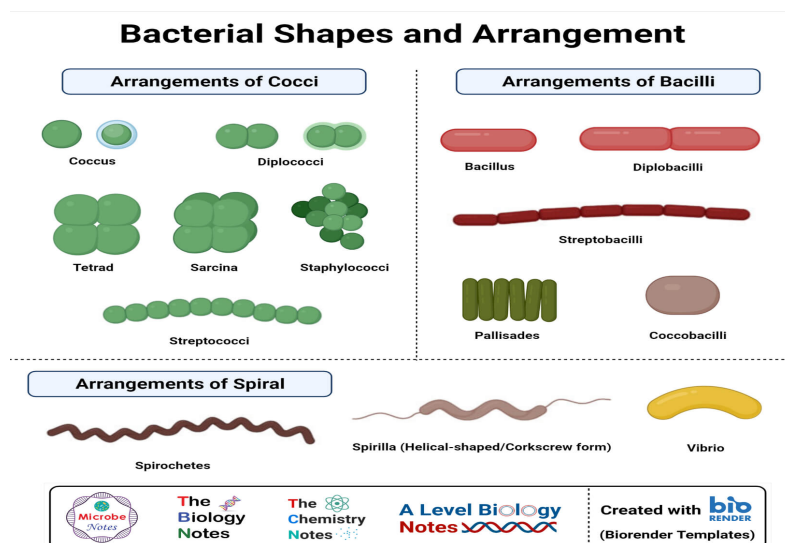 Bacterial Shapes and Arrangement
Arrangements of Cocci
Coccus
Diplococci
Tetrad
Sarcina
Staphylococci
Streptococci
Arrangements of Bacilli
Bacillus
Diplobacilli
Streptobacilli
Pallisades
Coccobacilli
Arrangements of Spiral
Spirochetes
Spirilla (Helical-shaped/Corkscrew form)
Vibrio
Microbe
Notes
The
Biology
Notes
The
Chemistry
Notes
A Level Biology
Notes
Created with
bio
RENDER
(Biorender Templates)